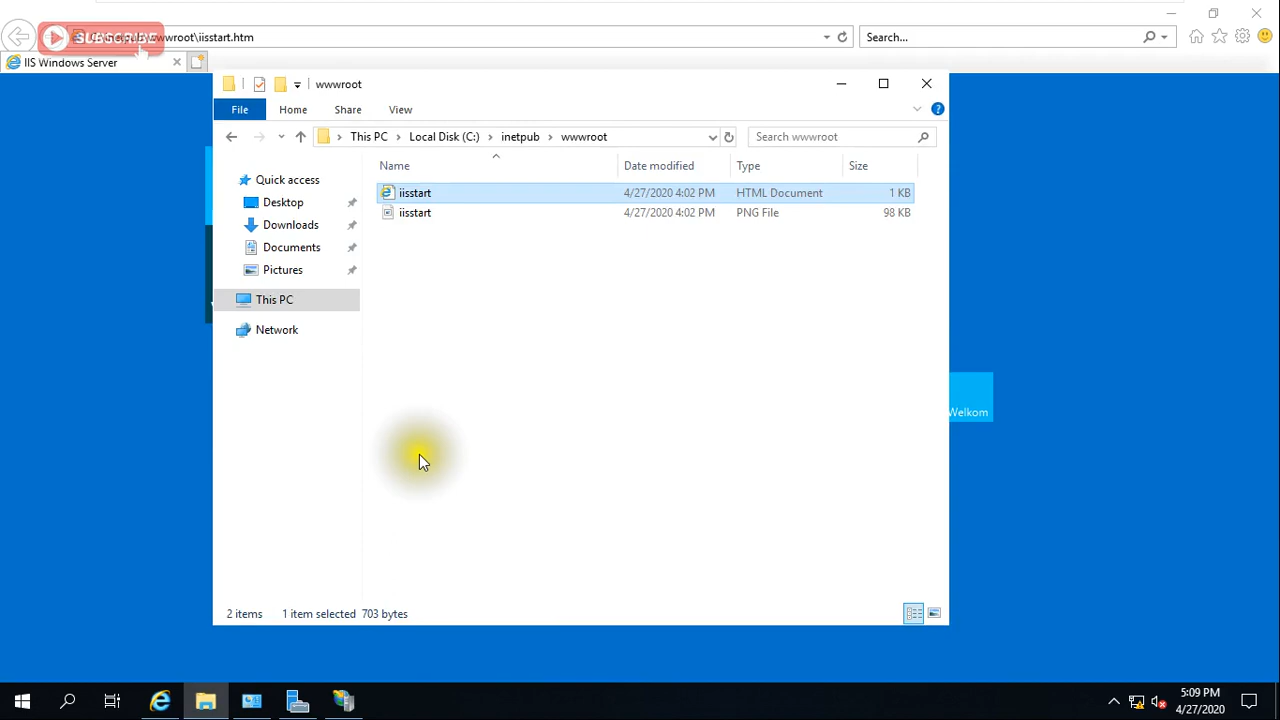 SUBSCRIBE
wwwroot\iisstart.htm
Search...
IIS Windows Server
wwwroot
File
Home
Share
View
This PC
Local Disk (C:)
inetpub
wwwroot
Search wwwroot
Name
Date modified
Type
Size
Quick access
Desktop
Downloads
Documents
Pictures
This PC
Network
iisstart
4/27/2020 4:02 PM
HTML Document
1 KB
iisstart
4/27/2020 4:02 PM
PNG File
98 KB
Welkom
2 items
1 item selected 703 bytes
5:09 PM
4/27/2020